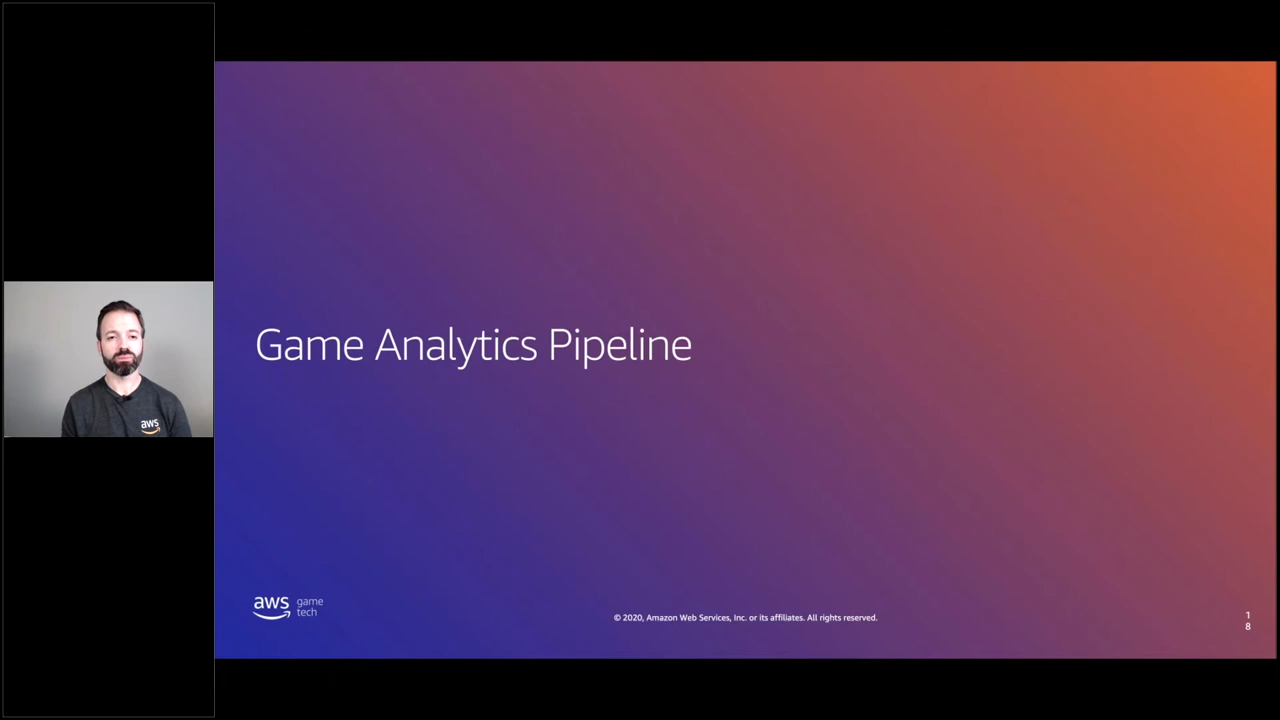 Game Analytics Pipeline
aws
aws game
tech
© 2020, Amazon Web Services, Inc. or its affiliates. All rights reserved.
1
8